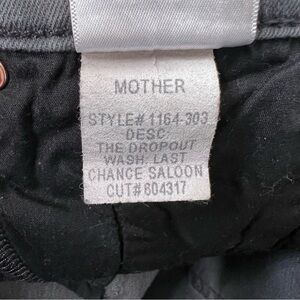 MOTHER
STYLE# 1164-303
DESC:
THE DROPOUT
WASH: LAST
CHANCE SALOON
CUT# 604317